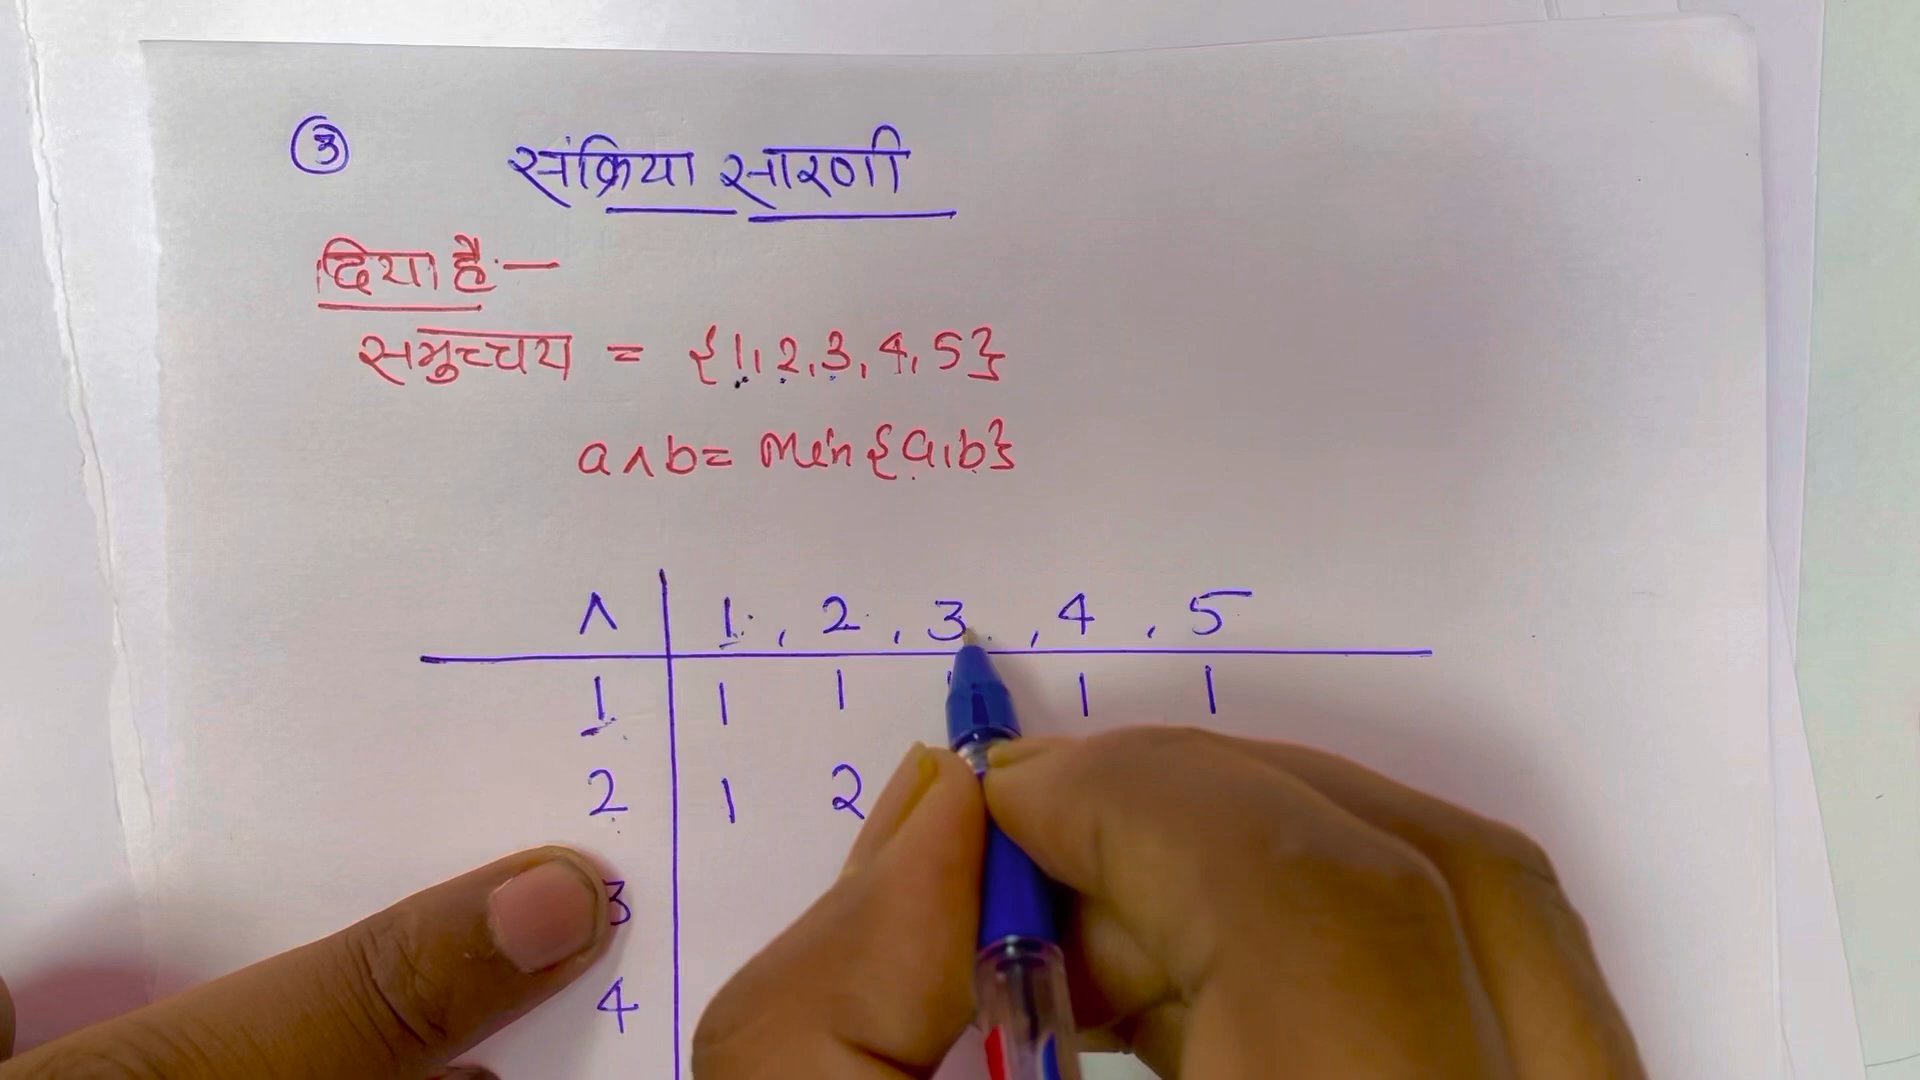 ③ संक्रिया सारणी
दिया है:—
समुच्चय = {1,2,3,4,5}
a∧b= Min{a,b}
∧ 1, 2, 3, 4, 5
1 1 1 1 1
2 1 2
3
4